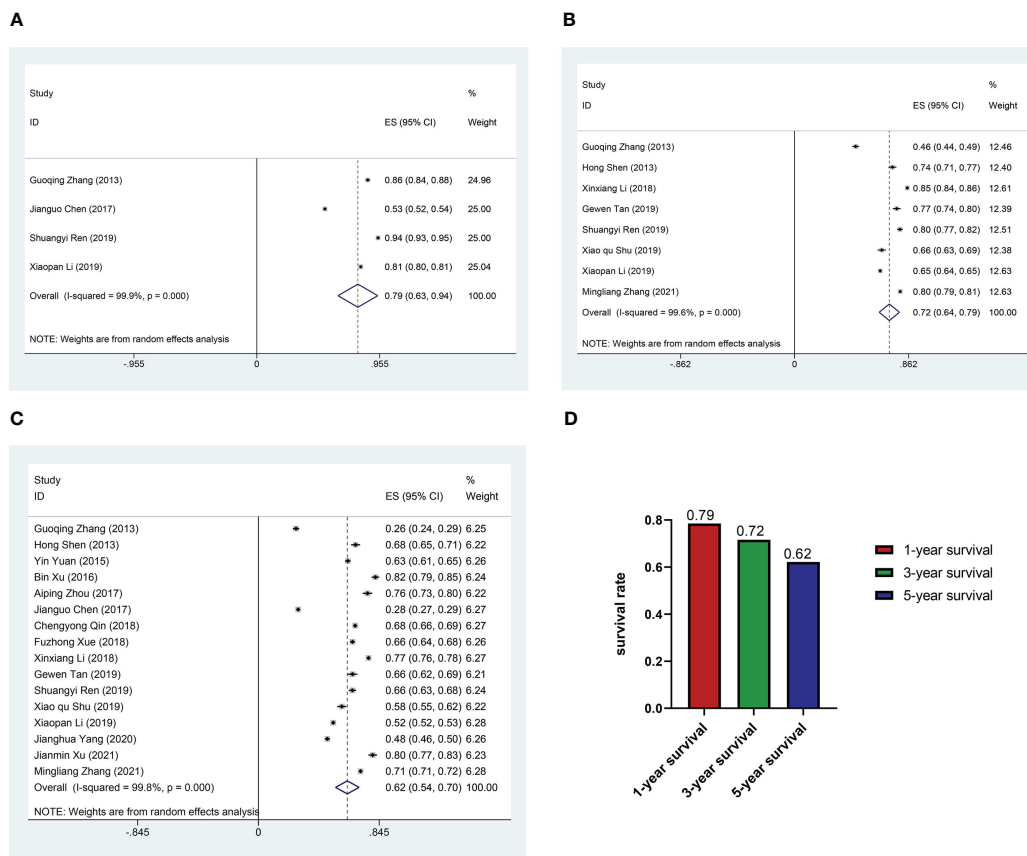 A
Study %
ID ES (95% CI) Weight
Guoqing Zhang (2013) 0.86 (0.84, 0.88) 24.96
Jianguo Chen (2017) 0.53 (0.52, 0.54) 25.00
Shuangyi Ren (2019) 0.94 (0.93, 0.95) 25.00
Xiaopan Li (2019) 0.81 (0.80, 0.81) 25.04
Overall (I-squared = 99.9%, p = 0.000) 0.79 (0.63, 0.94) 100.00
NOTE: Weights are from random effects analysis
-.955 0 .955
B
Study %
ID ES (95% CI) Weight
Guoqing Zhang (2013) 0.46 (0.44, 0.49) 12.46
Hong Shen (2013) 0.74 (0.71, 0.77) 12.40
Xinxiang Li (2018) 0.85 (0.84, 0.86) 12.61
Gewen Tan (2019) 0.77 (0.74, 0.80) 12.39
Shuangyi Ren (2019) 0.80 (0.77, 0.82) 12.51
Xiao qu Shu (2019) 0.66 (0.63, 0.69) 12.38
Xiaopan Li (2019) 0.65 (0.64, 0.65) 12.63
Mingliang Zhang (2021) 0.80 (0.79, 0.81) 12.63
Overall (I-squared = 99.6%, p = 0.000) 0.72 (0.64, 0.79) 100.00
NOTE: Weights are from random effects analysis
-.862 0 .862
C
Study %
ID ES (95% CI) Weight
Guoqing Zhang (2013) 0.26 (0.24, 0.29) 6.25
Hong Shen (2013) 0.68 (0.65, 0.71) 6.22
Yin Yuan (2015) 0.63 (0.61, 0.65) 6.26
Bin Xu (2016) 0.82 (0.79, 0.85) 6.24
Aiping Zhou (2017) 0.76 (0.73, 0.80) 6.22
Jianguo Chen (2017) 0.28 (0.27, 0.29) 6.27
Chengyong Qin (2018) 0.68 (0.66, 0.69) 6.27
Fuzhong Xue (2018) 0.66 (0.64, 0.68) 6.26
Xinxiang Li (2018) 0.77 (0.76, 0.78) 6.27
Gewen Tan (2019) 0.66 (0.62, 0.69) 6.21
Shuangyi Ren (2019) 0.66 (0.63, 0.68) 6.24
Xiao qu Shu (2019) 0.58 (0.55, 0.62) 6.22
Xiaopan Li (2019) 0.52 (0.52, 0.53) 6.28
Jianghua Yang (2020) 0.48 (0.46, 0.50) 6.26
Jianmin Xu (2021) 0.80 (0.77, 0.83) 6.23
Mingliang Zhang (2021) 0.71 (0.71, 0.72) 6.28
Overall (I-squared = 99.8%, p = 0.000) 0.62 (0.54, 0.70) 100.00
NOTE: Weights are from random effects analysis
-.845 0 .845
D
survival rate
0.8
0.6
0.4
0.2
0.0
0.79
0.72
0.62
1-year survival
3-year survival
5-year survival
1-year survival
3-year survival
5-year survival